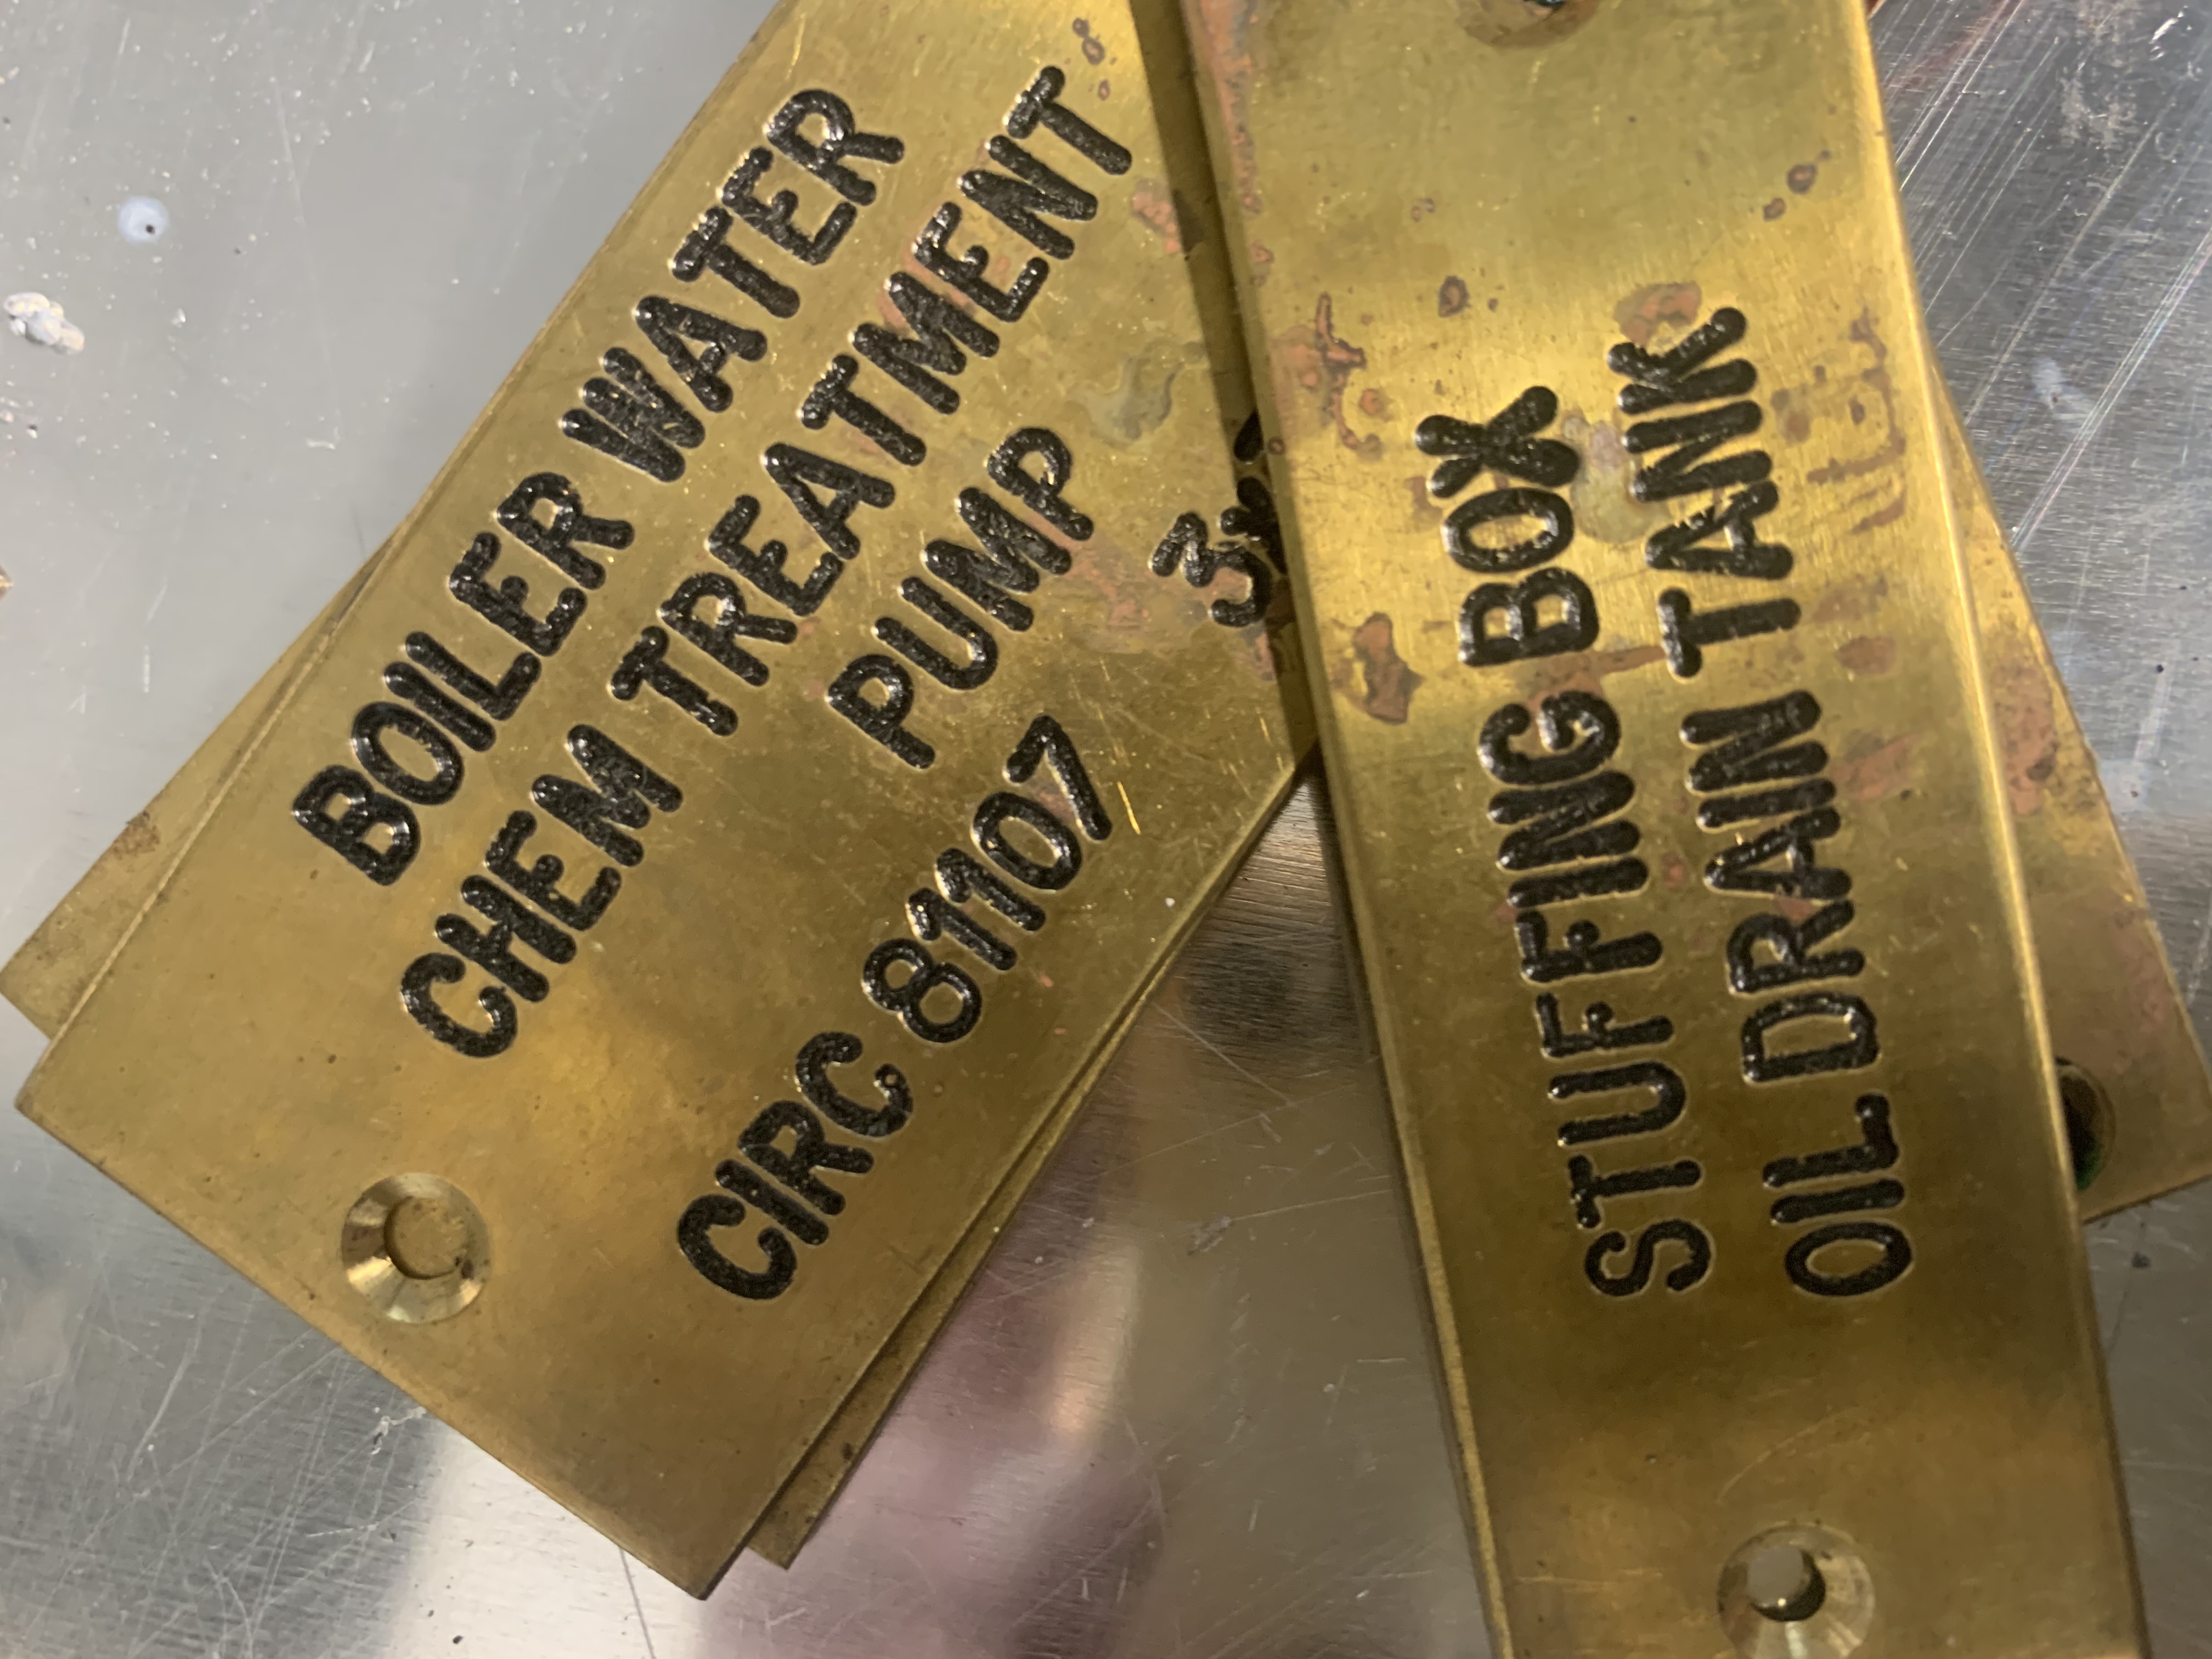 BOILER WATER
CHEM TREATMENT
PUMP
CIRC 81107
STUFFING BOX
OIL DRAIN TANK